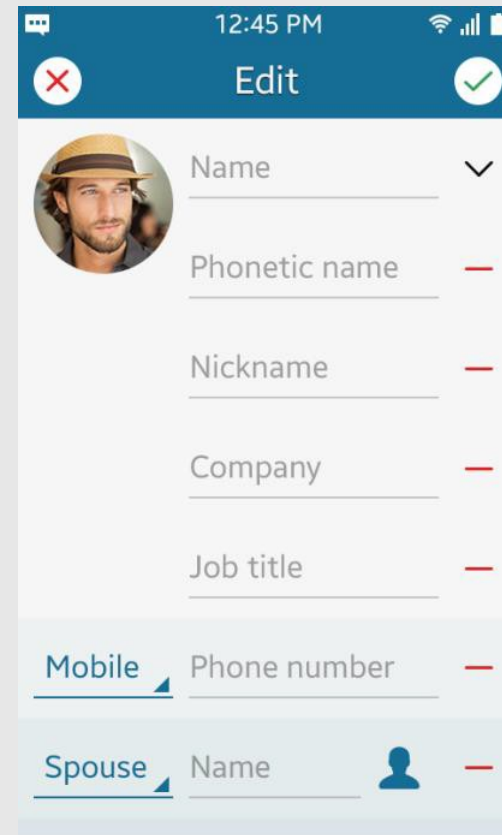 12:45 PM
Edit
Name
Phonetic name
Nickname
Company
Job title
Mobile Phone number
Spouse Name